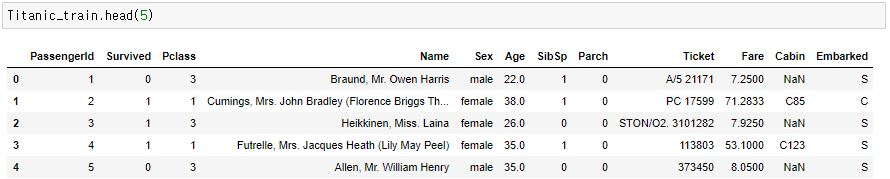 Titanic_train.head(5)
PassengerId Survived Pclass Name Sex Age SibSp Parch Ticket Fare Cabin Embarked
0 1 0 3 Braund, Mr. Owen Harris male 22.0 1 0 A/5 21171 7.2500 NaN S
1 2 1 1 Cumings, Mrs. John Bradley (Florence Briggs Th... female 38.0 1 0 PC 17599 71.2833 C85 C
2 3 1 3 Heikkinen, Miss. Laina female 26.0 0 0 STON/O2. 3101282 7.9250 NaN S
3 4 1 1 Futrelle, Mrs. Jacques Heath (Lily May Peel) female 35.0 1 0 113803 53.1000 C123 S
4 5 0 3 Allen, Mr. William Henry male 35.0 0 0 373450 8.0500 NaN S